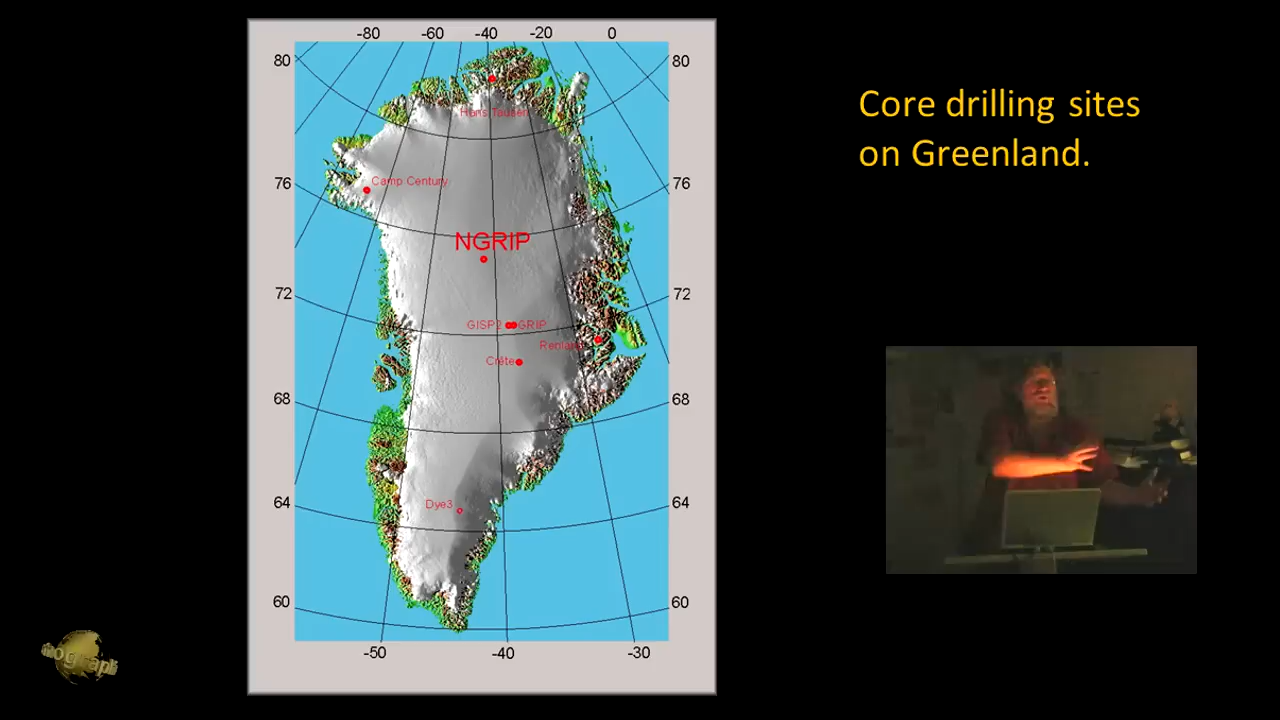 -80 -60 -40 -20 0
80 80
Core drilling sites
on Greenland.
Hans Tausen
Camp Century
76 76
NGRIP
72 72
GISP2 GRIP
Renland
Crête
68 68
Dye3
64 64
60 60
-50 -40 -30